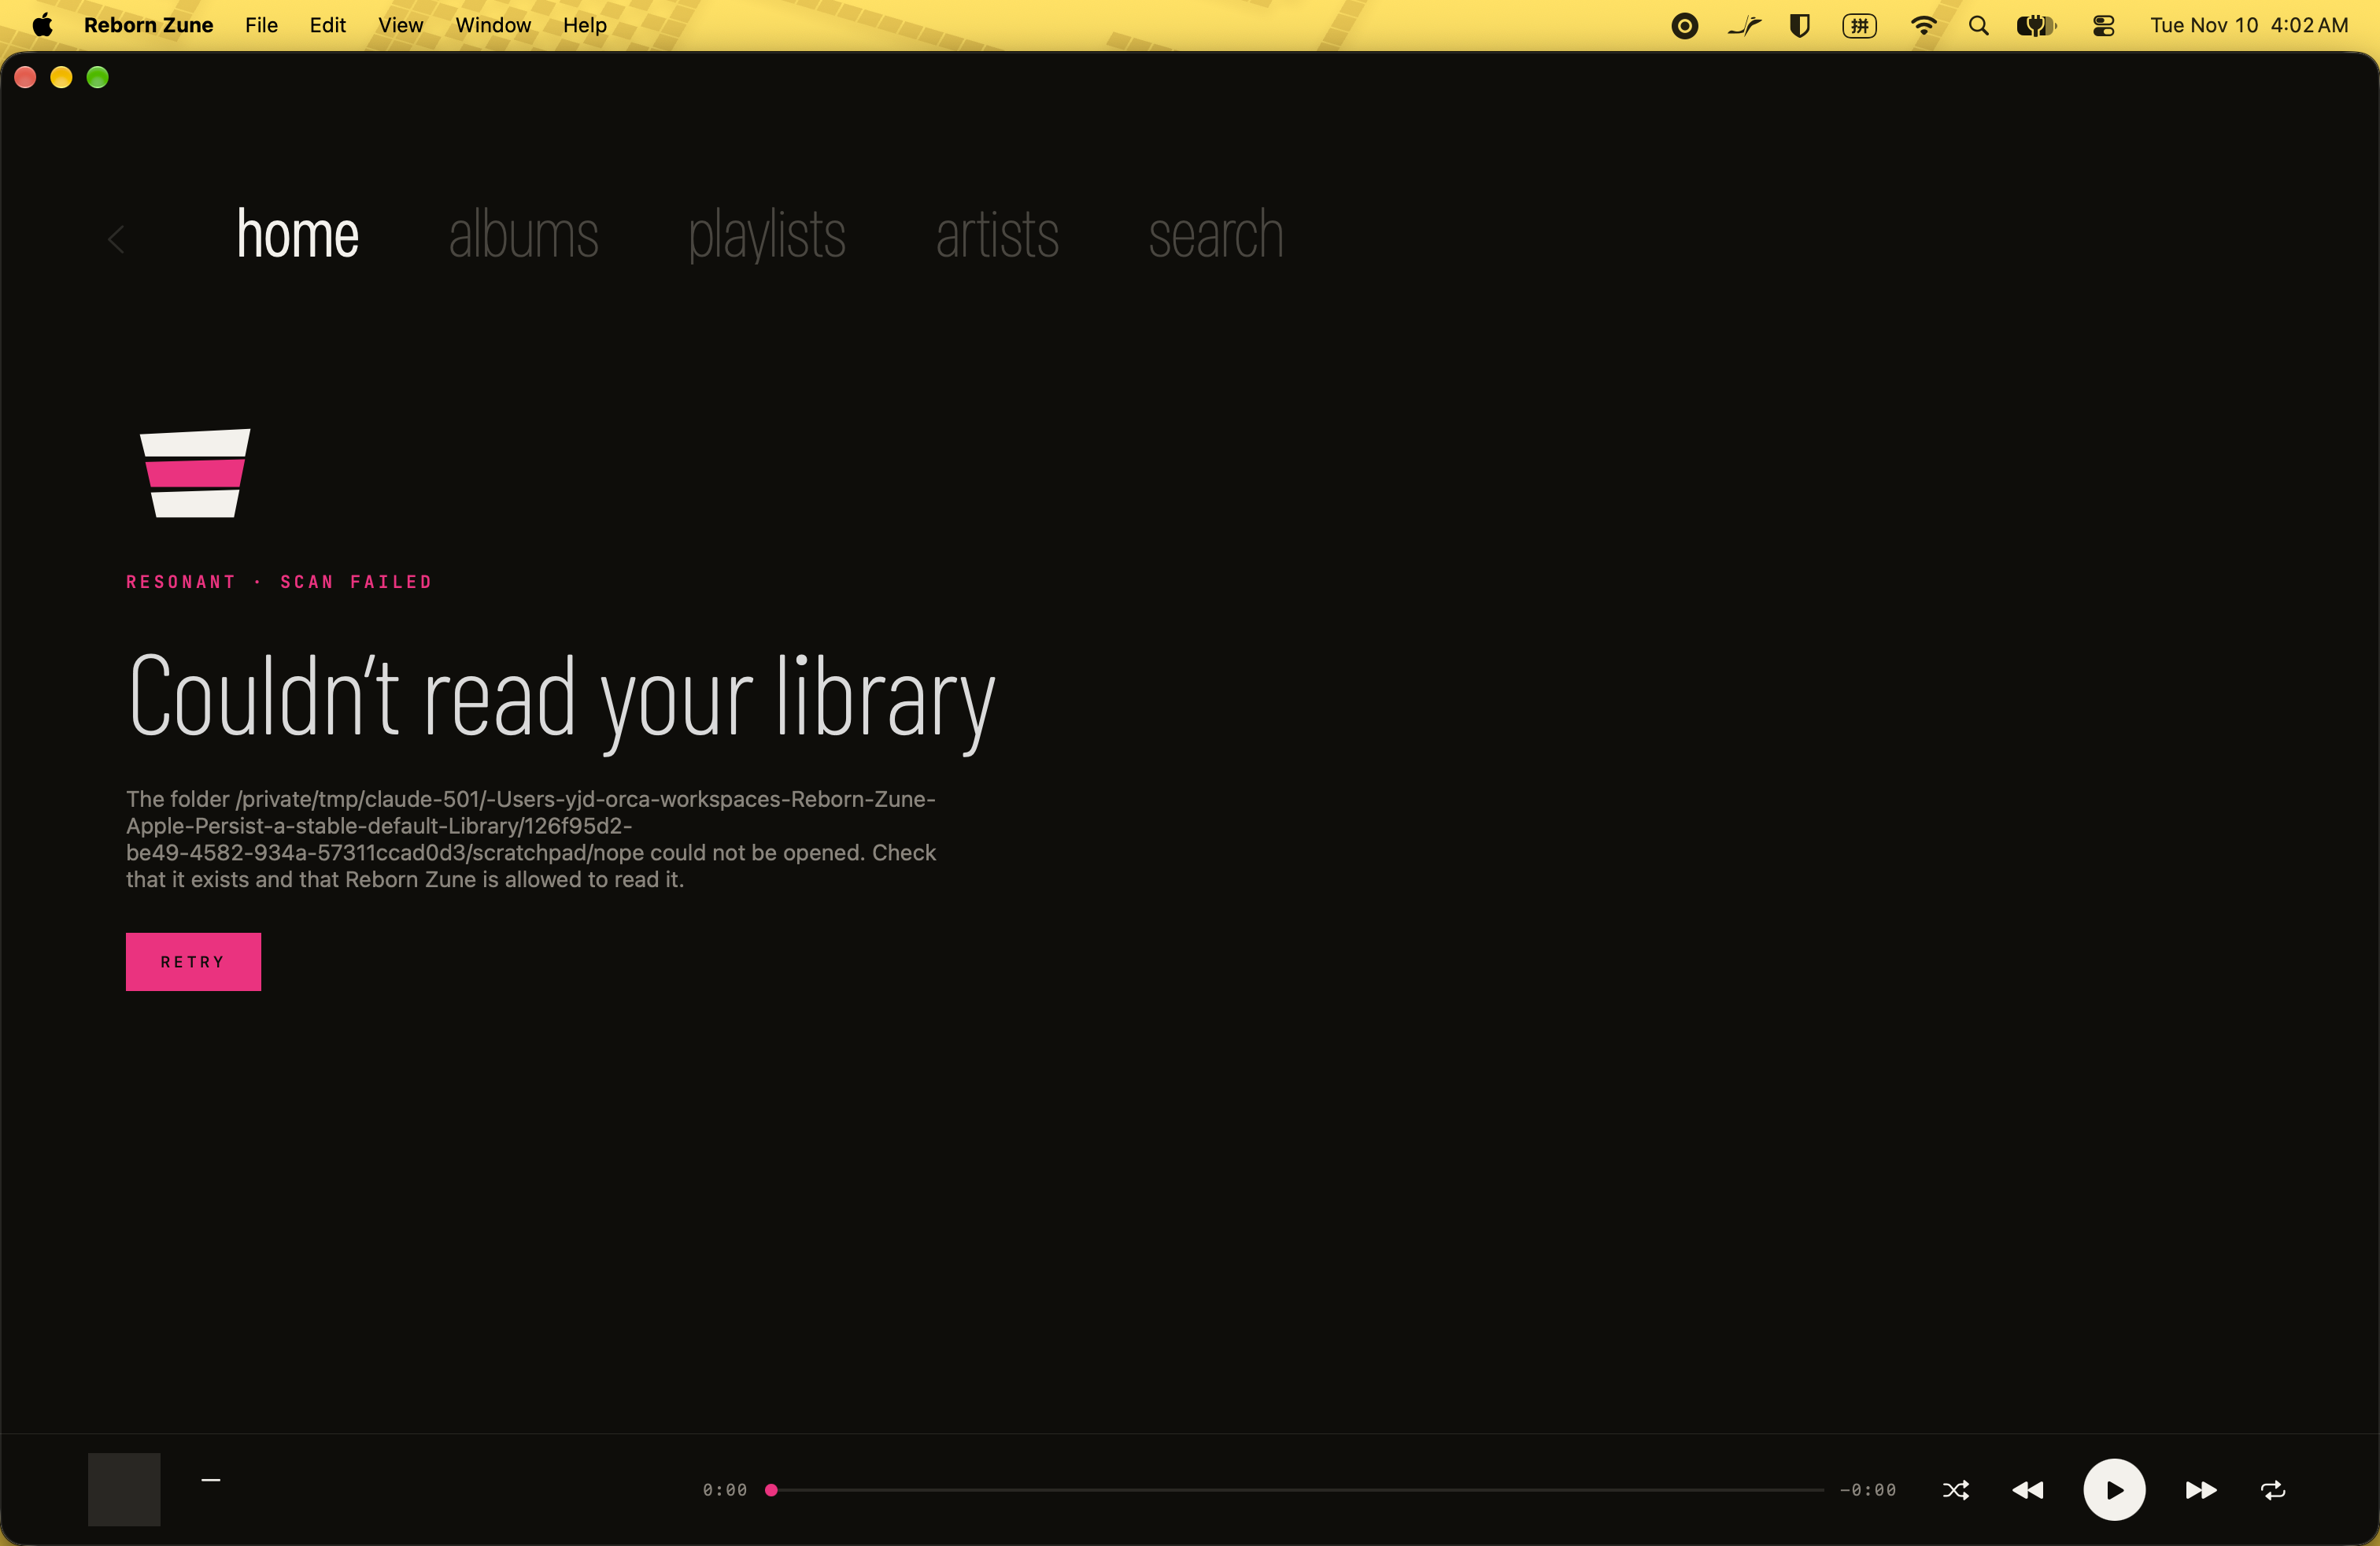 Reborn Zune File Edit View Window Help 拼 Tue Nov 10 4:02 AM
home albums playlists artists search
RESONANT · SCAN FAILED
Couldn’t read your library
The folder /private/tmp/claude-501/-Users-yjd-orca-workspaces-Reborn-Zune-
Apple-Persist-a-stable-default-Library/126f95d2-
be49-4582-934a-57311ccad0d3/scratchpad/nope could not be opened. Check
that it exists and that Reborn Zune is allowed to read it.
RETRY
— 0:00 −0:00